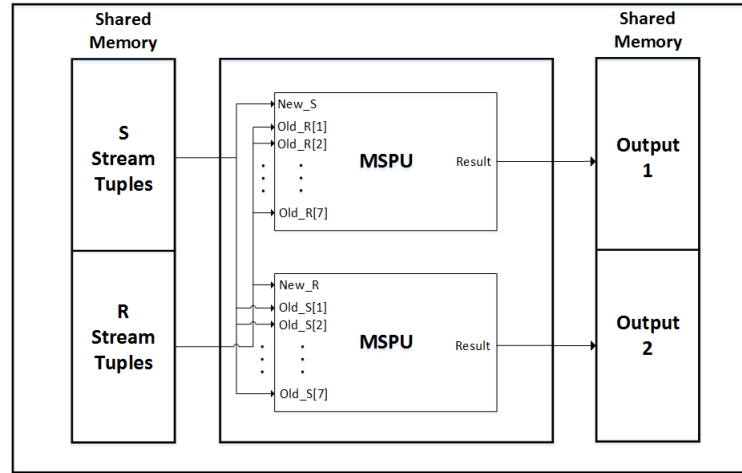 Shared
Memory
Shared
Memory
S
Stream
Tuples
R
Stream
Tuples
New_S
Old_R[1]
Old_R[2]
Old_R[7]
MSPU
Result
New_R
Old_S[1]
Old_S[2]
Old_S[7]
MSPU
Result
Output
1
Output
2